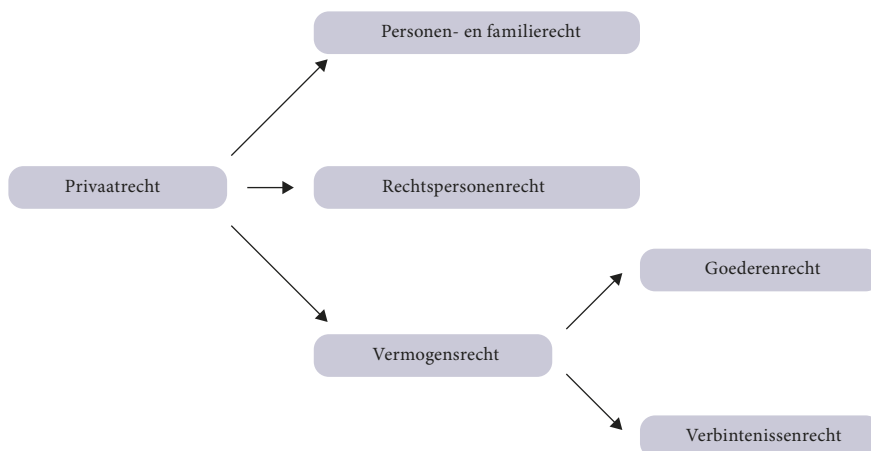 Personen- en familierecht
Privaatrecht
Rechtspersonenrecht
Goederenrecht
Vermogensrecht
Verbintenissenrecht